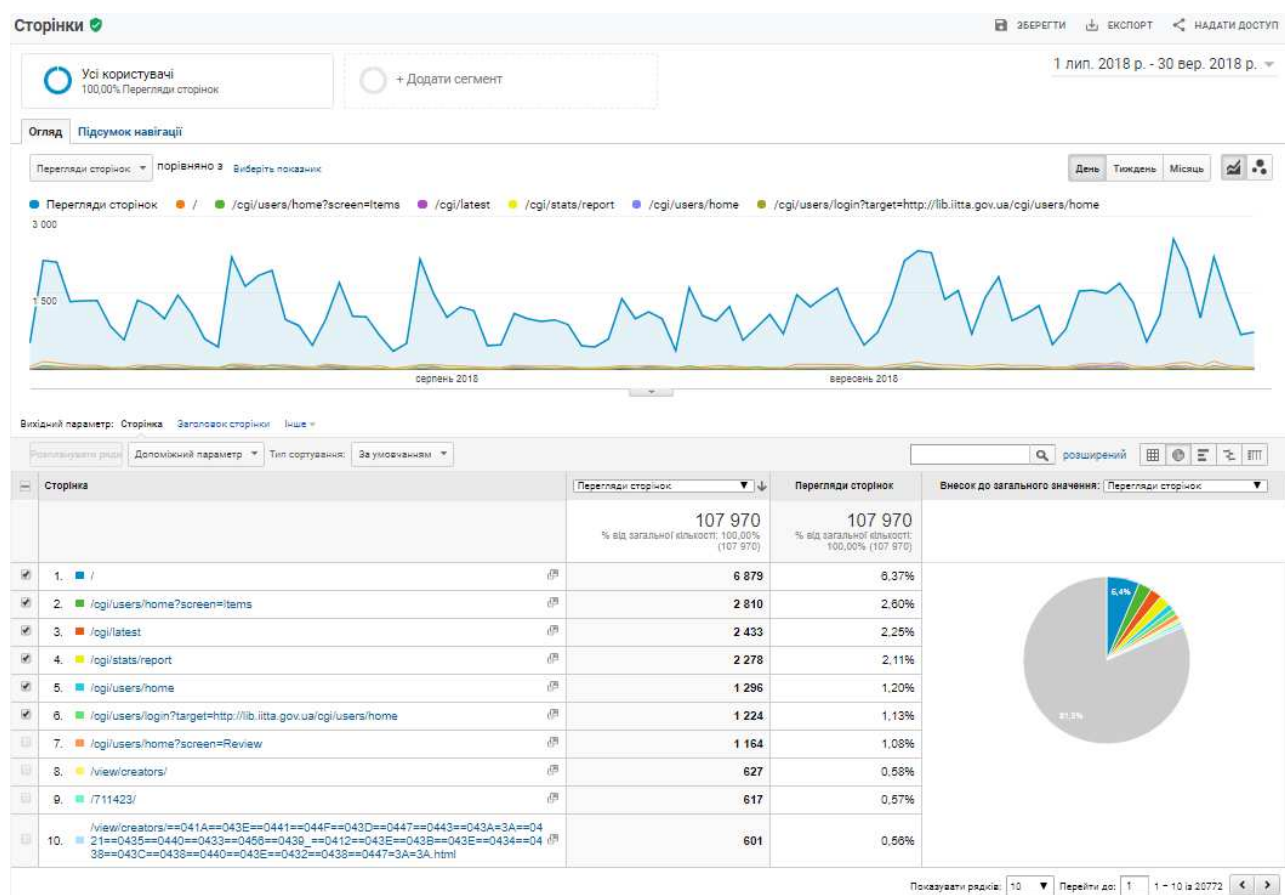 Сторінки
ЗБЕРЕГТИ ЕКСПОРТ НАДАТИ ДОСТУП
Усі користувачі
100,00% Перегляди сторінок
+ Додати сегмент
1 лип. 2018 р. - 30 вер. 2018 р.
Огляд Підсумок навігації
Перегляди сторінок порівняно з Виберіть показник
День Тиждень Місяць
Перегляди сторінок / /cgi/users/home?screen=Items /cgi/latest /cgi/stats/report /cgi/users/home /cgi/users/login?target=http://lib.iitta.gov.ua/cgi/users/home
3 000
1 500
серпень 2018 вересень 2018
Вихідний параметр: Сторінка Заголовок сторінки Інше
Розпланувати ряди Допоміжний параметр Тип сортування: За умовчанням розширений
Сторінка Перегляди сторінок Перегляди сторінок Внесок до загального значення: Перегляди сторінок
107 970 107 970
% від загальної кількості: 100,00% (107 970) % від загальної кількості: 100,00% (107 970)
1. / 6 879 6,37%
2. /cgi/users/home?screen=Items 2 810 2,60%
3. /cgi/latest 2 433 2,25%
4. /cgi/stats/report 2 278 2,11%
5. /cgi/users/home 1 296 1,20%
6. /cgi/users/login?target=http://lib.iitta.gov.ua/cgi/users/home 1 224 1,13%
7. /cgi/users/home?screen=Review 1 164 1,08%
8. /view/creators/ 627 0,58%
9. /711423/ 617 0,57%
/view/creators/==041A==043E==0441==044F==043D==0447==0443==043A=3A==04
10. 21==0435==0440==0433==0456==0439_==0412==043E==043B==043E==0434==04 601 0,56%
38==043C==0438==0440==043E==0432==0438==0447=3A=3A.html
6,4%
81,5%
Показувати рядків: 10 Перейти до: 1 1 – 10 із 20772